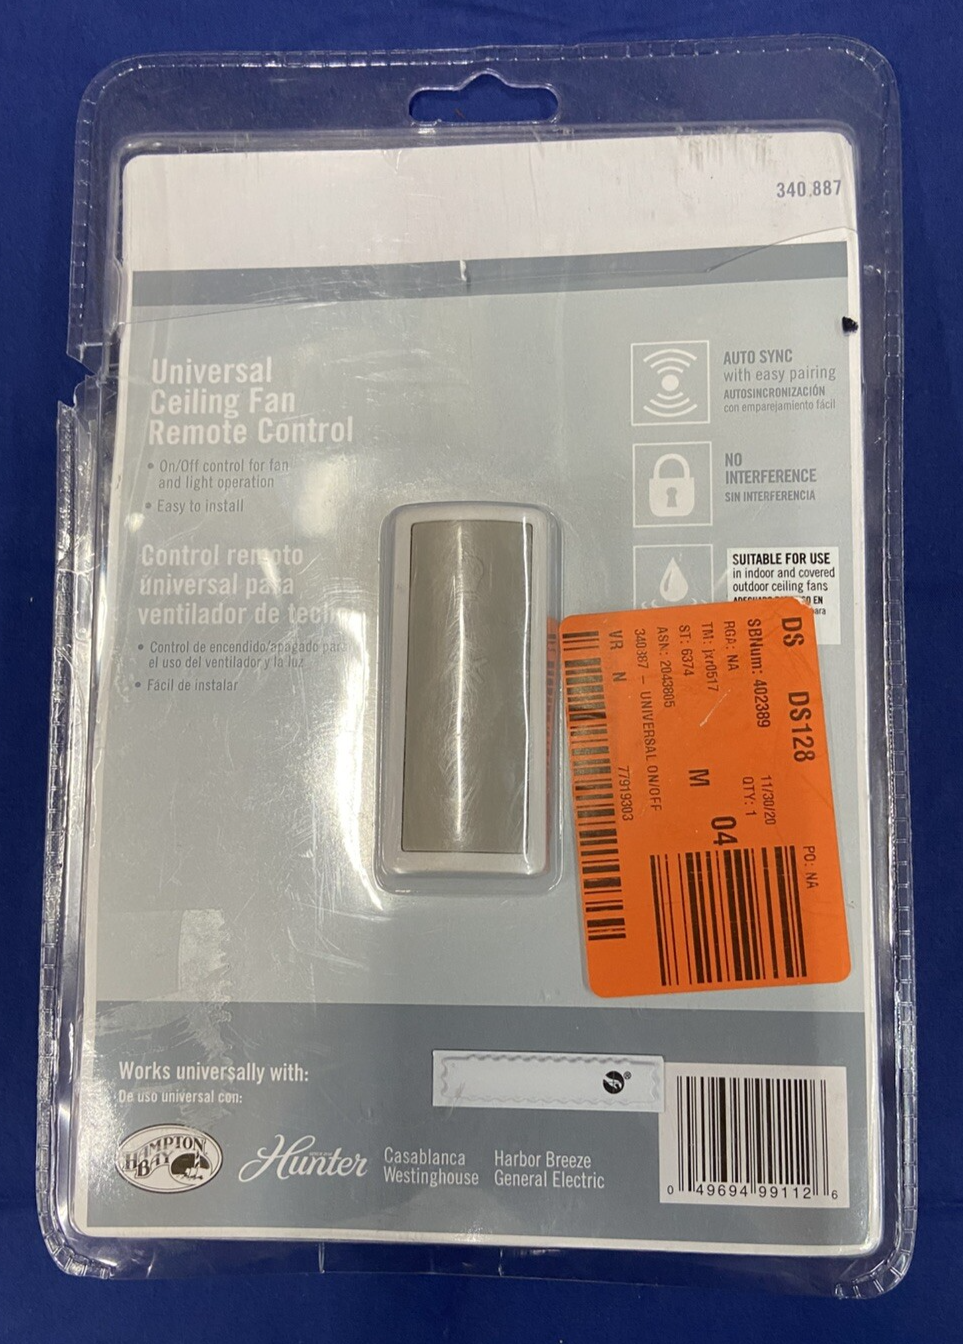 340.887
Universal
Ceiling Fan
Remote Control
• On/Off control for fan
and light operation
• Easy to install
Control remoto
universal para
ventilador de techo
• Control de encendido/apagado para
el uso del ventilador y la luz
• Fácil de instalar
AUTO SYNC
with easy pairing
AUTOSINCRONIZACIÓN
con emparejamiento fácil
NO
INTERFERENCE
SIN INTERFERENCIA
SUITABLE FOR USE
in indoor and covered
outdoor ceiling fans
EN
para
DS DS128
PO: NA
SBNum: 402389 11/30/20
RGA: NA QTY: 1
TM: jxr0517
ST: 6374 M 04
ASN: 2043805
340887 – UNIVERSAL ON/OFF
VR N 77919303
Works universally with:
De uso universal con:
HAMPTON
BAY
Hunter
Casablanca
Westinghouse
Harbor Breeze
General Electric
®
0 49694 99112 6